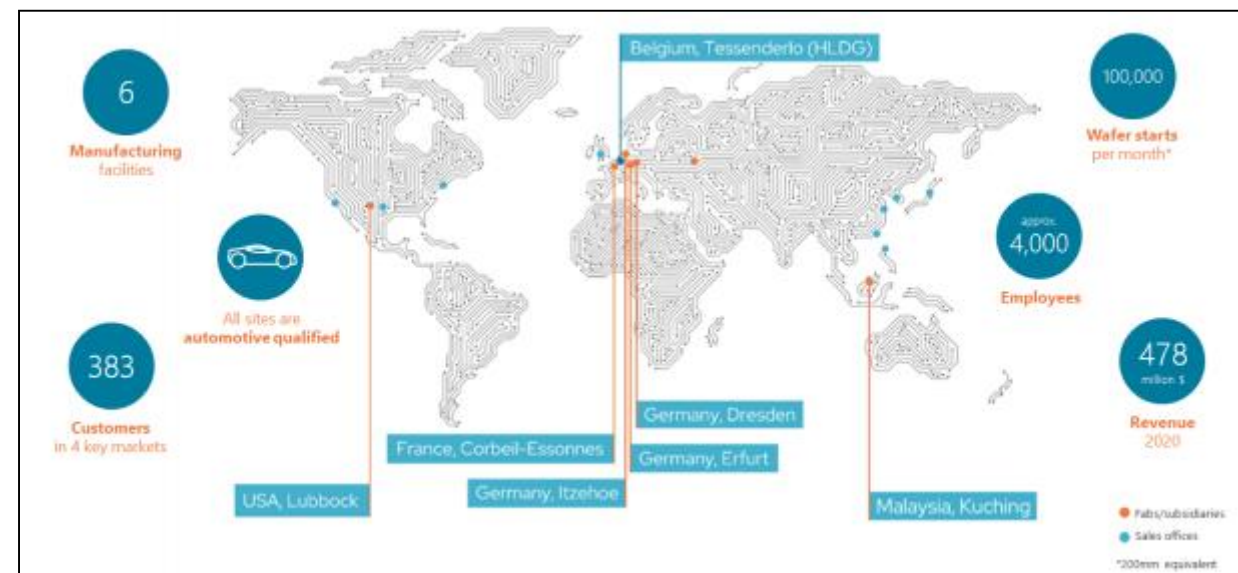 Belgium, Tessenderlo (HLDG)
6
Manufacturing
facilities
100,000
Wafer starts
per month*
All sites are
automotive qualified
approx.
4,000
Employees
383
Customers
in 4 key markets
478
million $
Revenue
2020
Germany, Dresden
France, Corbeil-Essonnes
Germany, Erfurt
Germany, Itzehoe
USA, Lubbock
Malaysia, Kuching
Fabs/subsidiaries
Sales offices
*200mm equivalent